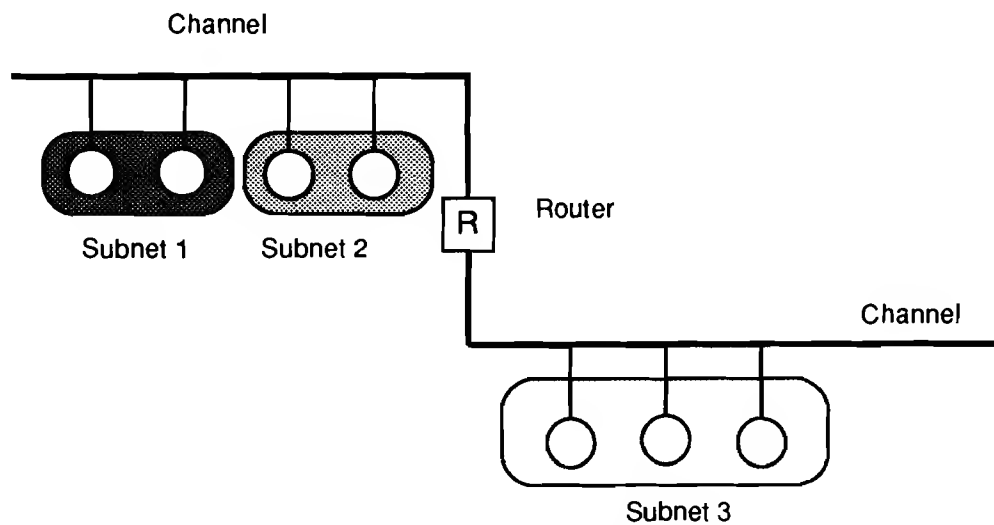 Channel
Subnet 1
Subnet 2
R
Router
Channel
Subnet 3